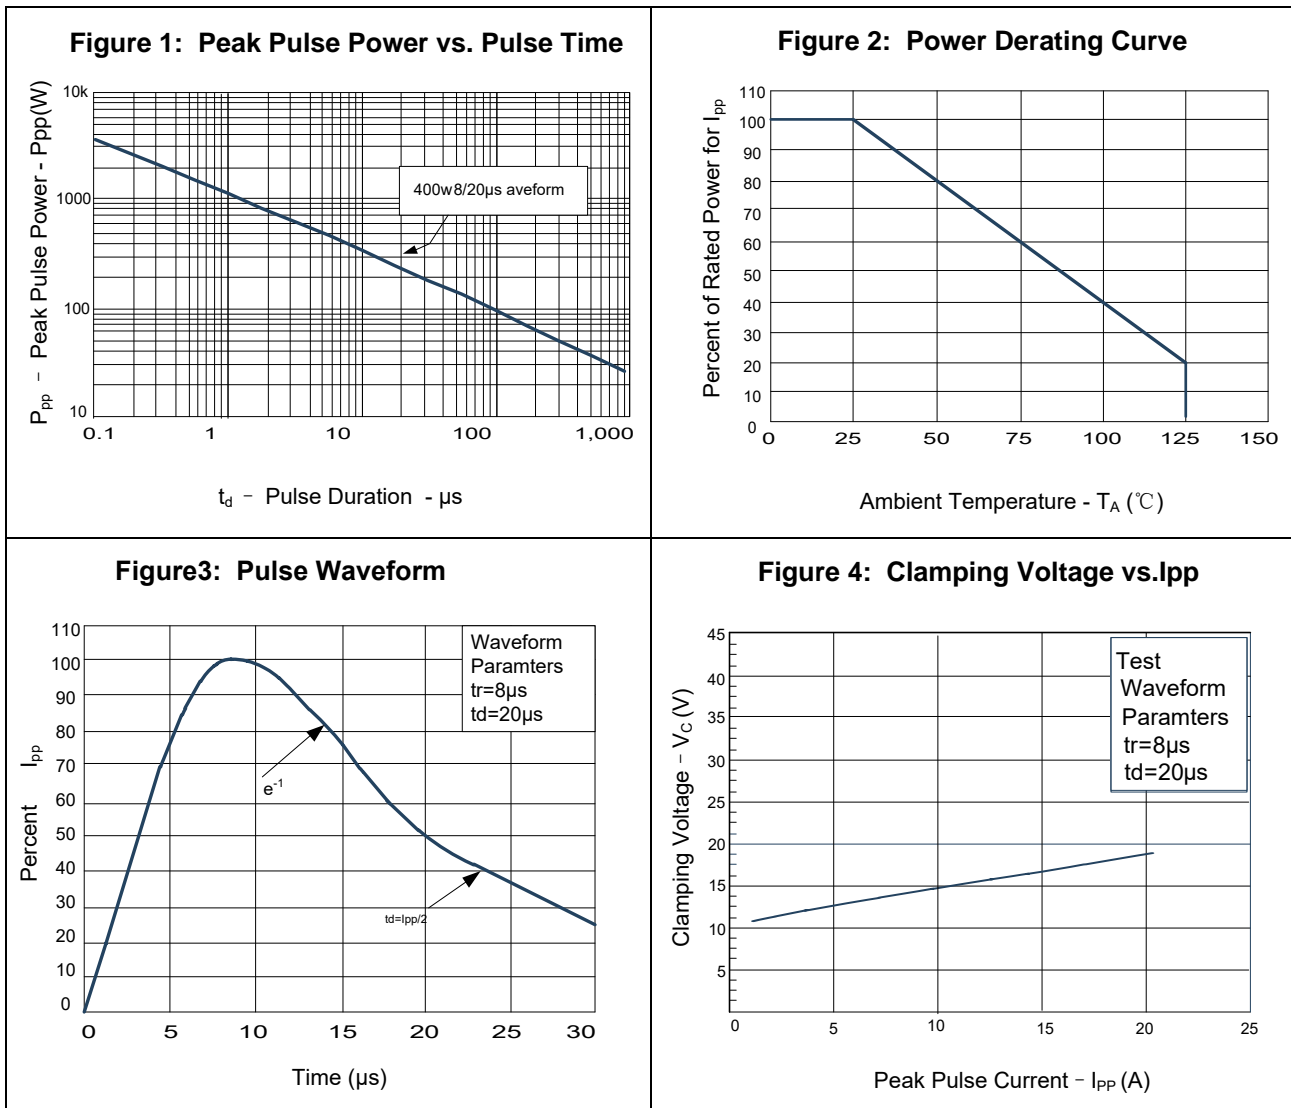 Figure 1: Peak Pulse Power vs. Pulse Time
Ppp – Peak Pulse Power - Ppp(W)
10k
1000
100
10
400w8/20µs aveform
0.1 1 10 100 1,000
td – Pulse Duration - µs
Figure 2: Power Derating Curve
Percent of Rated Power for Ipp
110
100
90
80
70
60
50
40
30
20
10
0
0 25 50 75 100 125 150
Ambient Temperature - TA (℃)
Figure3: Pulse Waveform
Percent Ipp
110
100
90
80
70
60
50
40
30
20
10
0
Waveform
Paramters
tr=8µs
td=20µs
e-1
td=Ipp/2
0 5 10 15 20 25 30
Time (µs)
Figure 4: Clamping Voltage vs.Ipp
Clamping Voltage – VC (V)
45
40
35
30
25
20
15
10
5
Test
Waveform
Paramters
tr=8µs
td=20µs
0 5 10 15 20 25
Peak Pulse Current – IPP (A)